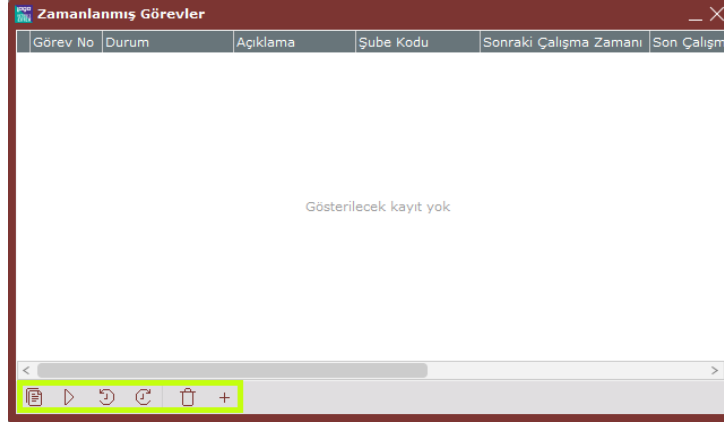 Zamanlanmış Görevler
Görev No Durum Açıklama Şube Kodu Sonraki Çalışma Zamanı Son Çalışm
Gösterilecek kayıt yok